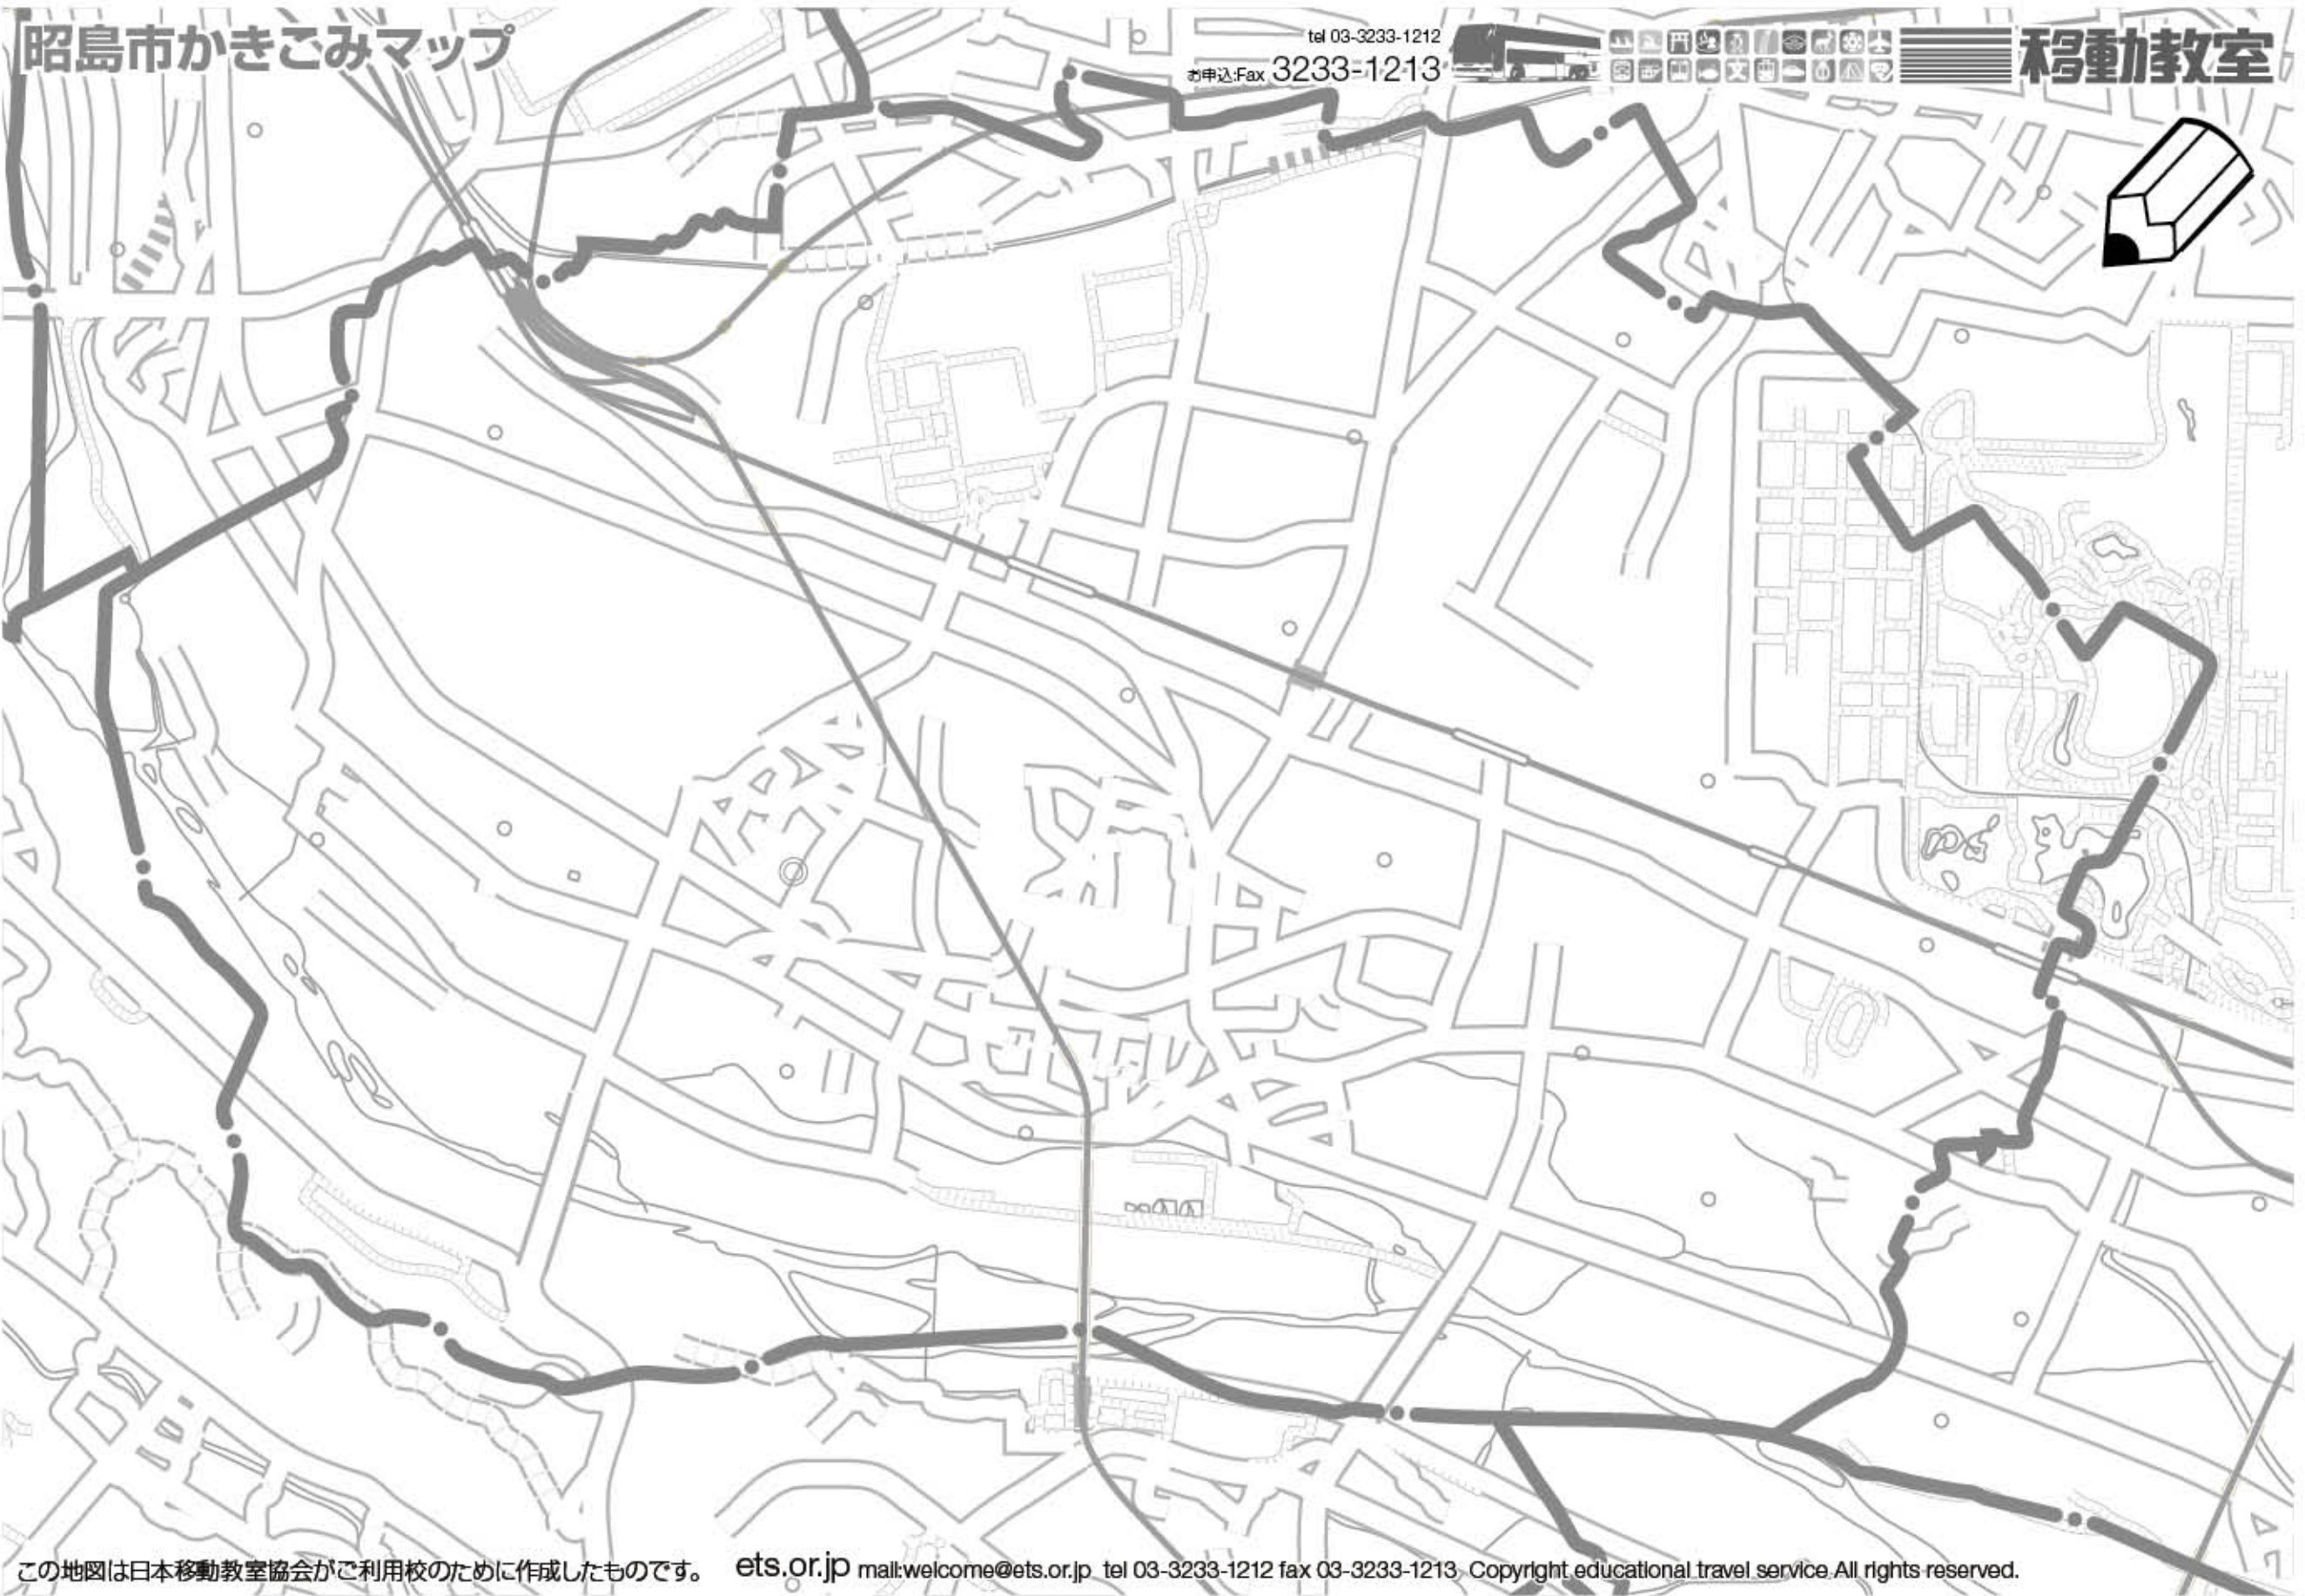 昭島市かきこみマップ
tel 03-3233-1212
お申込:Fax 3233-1213
移動教室
この地図は日本移動教室協会がご利用校のために作成したものです。 ets.or.jp mail:welcome@ets.or.jp tel 03-3233-1212 fax 03-3233-1213 Copyright educational travel service All rights reserved.